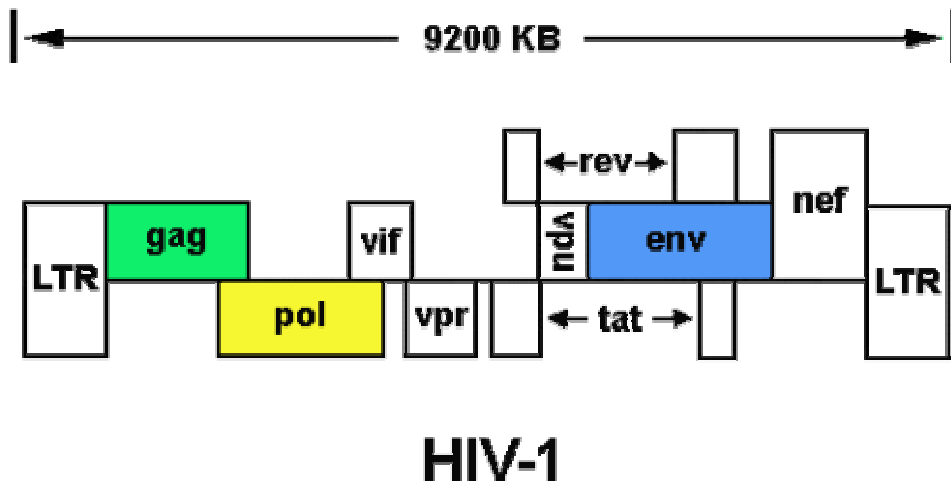 9200 KB
rev
nef
gag
vif
vpu
env
LTR
LTR
pol
vpr
tat
HIV-1